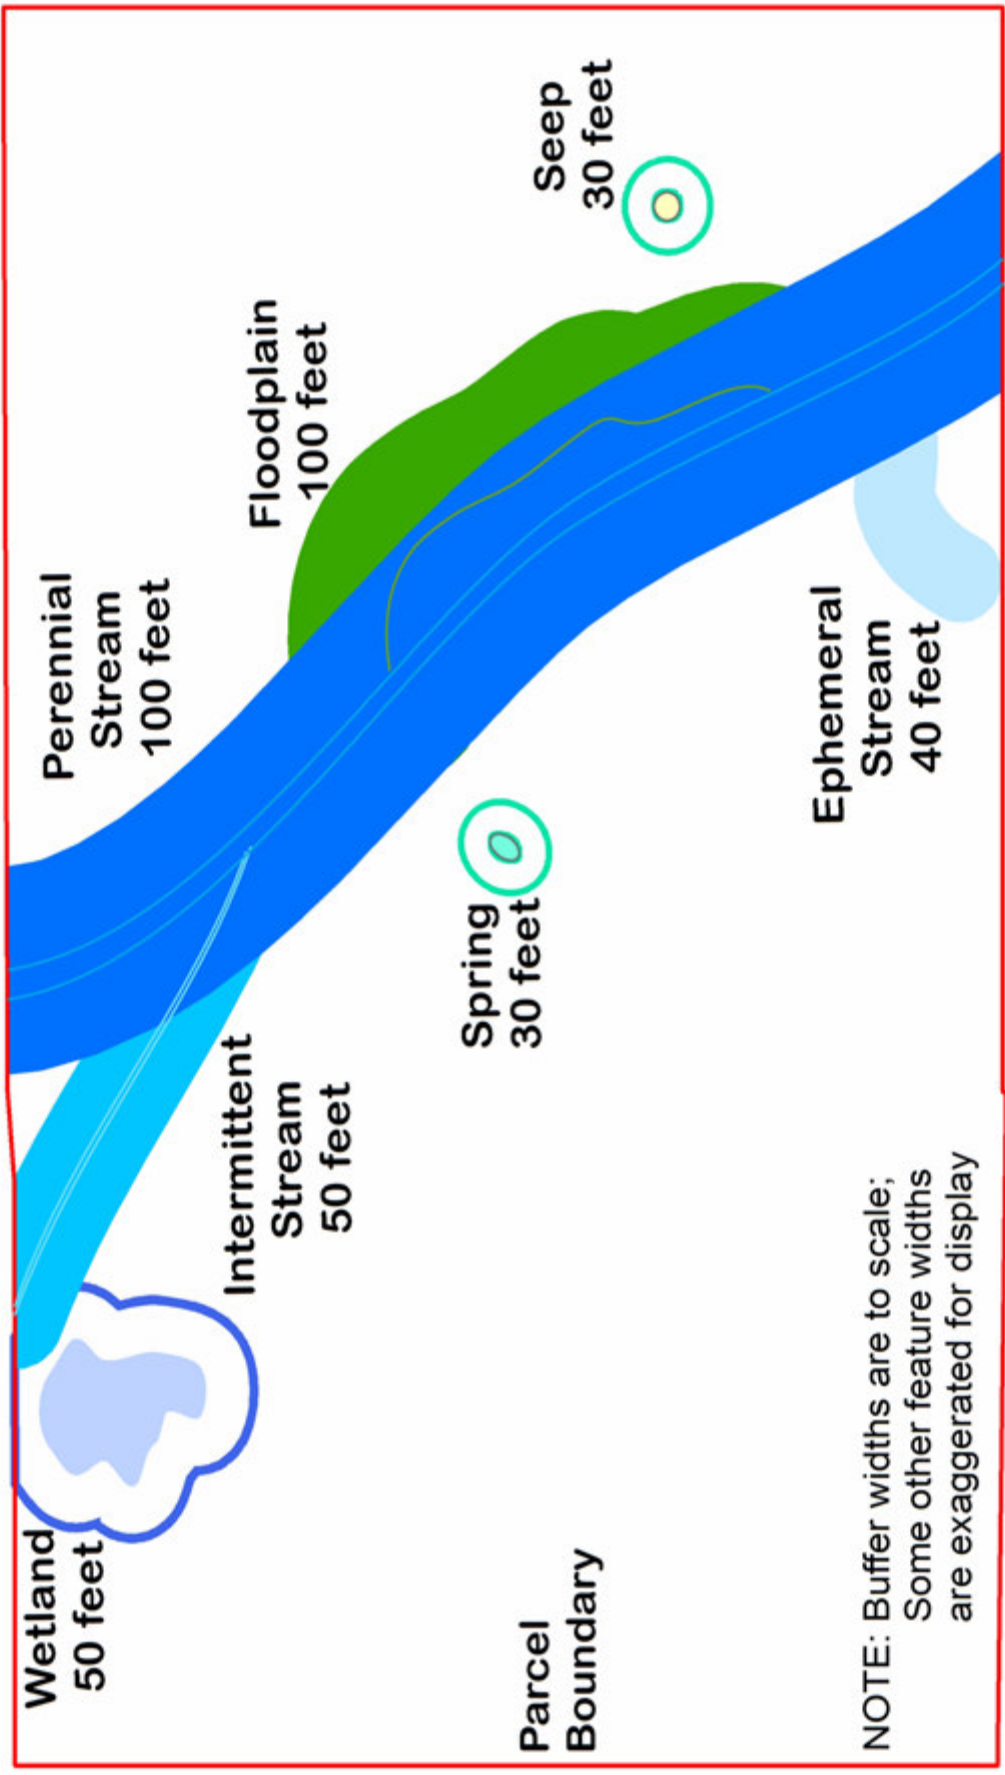 Wetland
50 feet
Intermittent
Stream
50 feet
Perennial
Stream
100 feet
Floodplain
100 feet
Seep
30 feet
Spring
30 feet
Ephemeral
Stream
40 feet
Parcel
Boundary
NOTE: Buffer widths are to scale;
Some other feature widths
are exaggerated for display